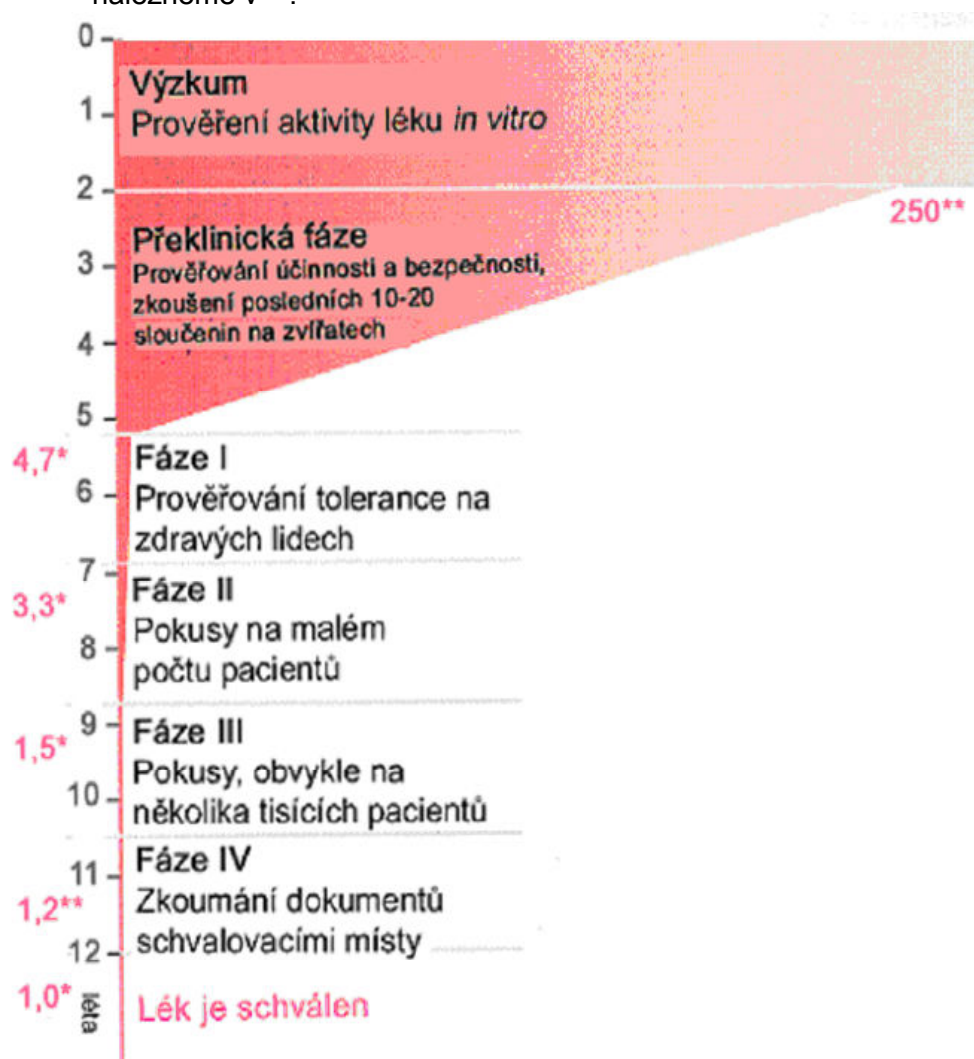 0
Výzkum
1
Prověření aktivity léku in vitro
2
250**
Překlinická fáze
3
Prověřování účinnosti a bezpečnosti,
zkoušení posledních 10-20
4
sloučenin na zvířatech
5
4,7*
Fáze I
6
Prověřování tolerance na
zdravých lidech
7
3,3*
Fáze II
Pokusy na malém
8
počtu pacientů
9
1,5*
Fáze III
Pokusy, obvykle na
10
několika tisících pacientů
Fáze IV
11
1,2**
Zkoumání dokumentů
schvalovacími místy
12
1,0*
léta
Lék je schválen